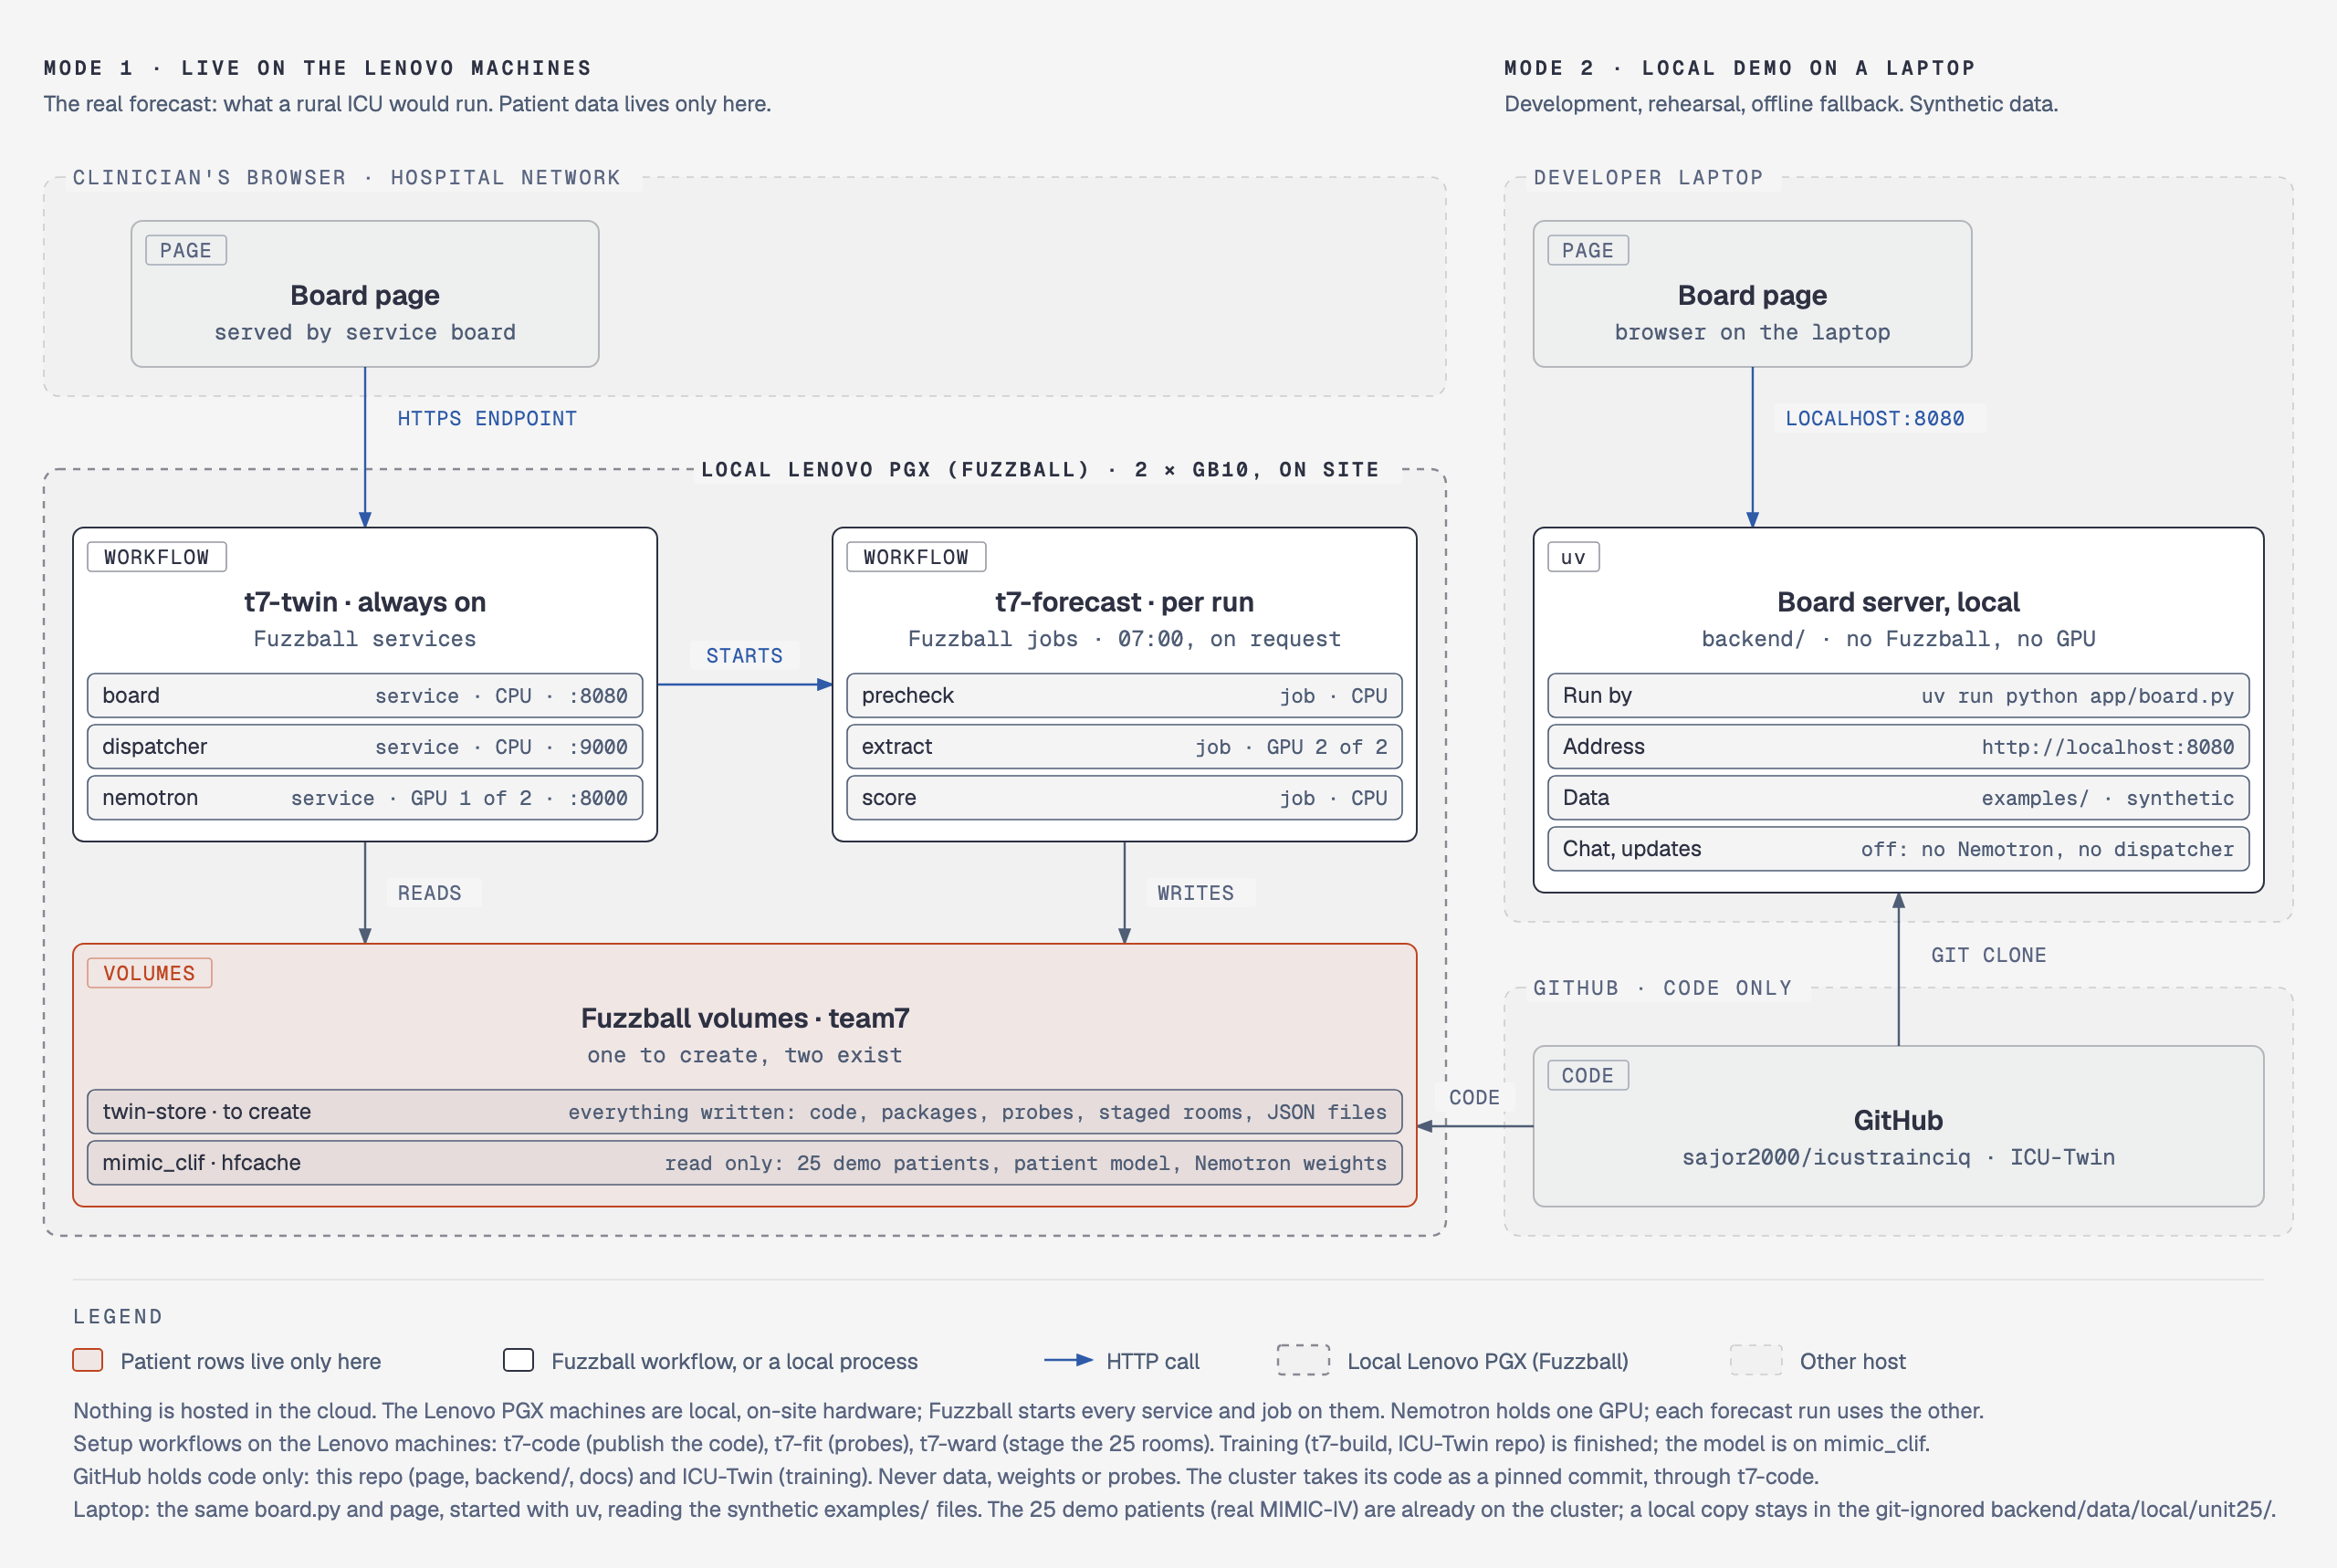 MODE 1 · LIVE ON THE LENOVO MACHINES
The real forecast: what a rural ICU would run. Patient data lives only here.
CLINICIAN'S BROWSER · HOSPITAL NETWORK
PAGE
Board page
served by service board
HTTPS ENDPOINT
LOCAL LENOVO PGX (FUZZBALL) · 2 × GB10, ON SITE
WORKFLOW
t7-twin · always on
Fuzzball services
board service · CPU · :8080
dispatcher service · CPU · :9000
nemotron service · GPU 1 of 2 · :8000
STARTS
WORKFLOW
t7-forecast · per run
Fuzzball jobs · 07:00, on request
precheck job · CPU
extract job · GPU 2 of 2
score job · CPU
READS
WRITES
VOLUMES
Fuzzball volumes · team7
one to create, two exist
twin-store · to create everything written: code, packages, probes, staged rooms, JSON files
mimic_clif · hfcache read only: 25 demo patients, patient model, Nemotron weights
MODE 2 · LOCAL DEMO ON A LAPTOP
Development, rehearsal, offline fallback. Synthetic data.
DEVELOPER LAPTOP
PAGE
Board page
browser on the laptop
LOCALHOST:8080
uv
Board server, local
backend/ · no Fuzzball, no GPU
Run by uv run python app/board.py
Address http://localhost:8080
Data examples/ · synthetic
Chat, updates off: no Nemotron, no dispatcher
GIT CLONE
GITHUB · CODE ONLY
CODE
CODE
GitHub
sajor2000/icustrainciq · ICU-Twin
LEGEND
Patient rows live only here
Fuzzball workflow, or a local process
HTTP call
Local Lenovo PGX (Fuzzball)
Other host
Nothing is hosted in the cloud. The Lenovo PGX machines are local, on-site hardware; Fuzzball starts every service and job on them. Nemotron holds one GPU; each forecast run uses the other.
Setup workflows on the Lenovo machines: t7-code (publish the code), t7-fit (probes), t7-ward (stage the 25 rooms). Training (t7-build, ICU-Twin repo) is finished; the model is on mimic_clif.
GitHub holds code only: this repo (page, backend/, docs) and ICU-Twin (training). Never data, weights or probes. The cluster takes its code as a pinned commit, through t7-code.
Laptop: the same board.py and page, started with uv, reading the synthetic examples/ files. The 25 demo patients (real MIMIC-IV) are already on the cluster; a local copy stays in the git-ignored backend/data/local/unit25/.